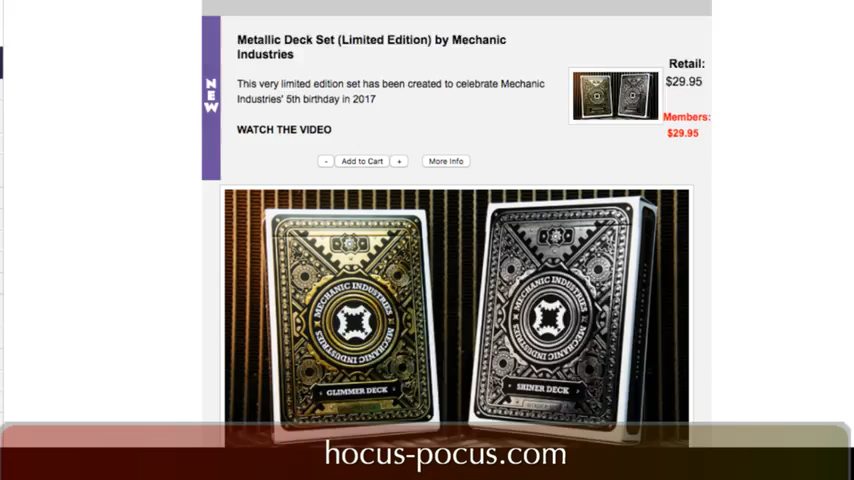 Metallic Deck Set (Limited Edition) by Mechanic
Industries
NEW
This very limited edition set has been created to celebrate Mechanic
Industries' 5th birthday in 2017
WATCH THE VIDEO
Retail:
$29.95
Members:
$29.95
- Add to Cart + More Info
MECHANIC INDUSTRIES
MECHANIC INDUSTRIES
GLIMMER DECK
MECHANIC INDUSTRIES
MECHANIC INDUSTRIES
SHINER DECK
hocus-pocus.com